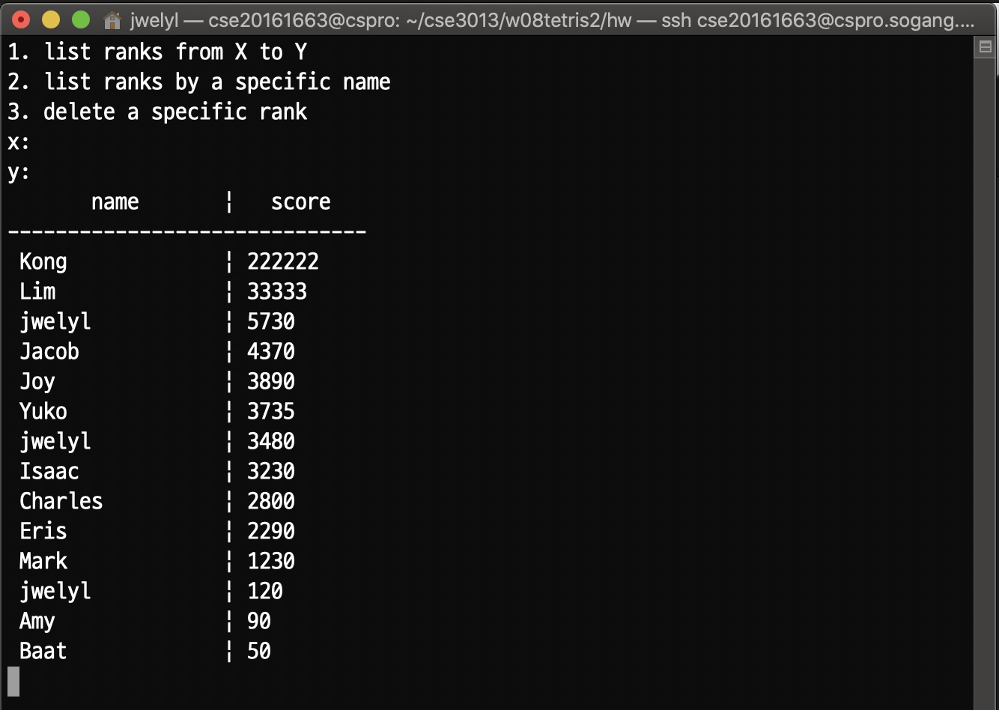 jwelyl — cse20161663@cspro: ~/cse3013/w08tetris2/hw — ssh cse20161663@cspro.sogang....
1. list ranks from X to Y
2. list ranks by a specific name
3. delete a specific rank
x:
y:
name ¦ score
------------------------------
Kong ¦ 222222
Lim ¦ 33333
jwelyl ¦ 5730
Jacob ¦ 4370
Joy ¦ 3890
Yuko ¦ 3735
jwelyl ¦ 3480
Isaac ¦ 3230
Charles ¦ 2800
Eris ¦ 2290
Mark ¦ 1230
jwelyl ¦ 120
Amy ¦ 90
Baat ¦ 50